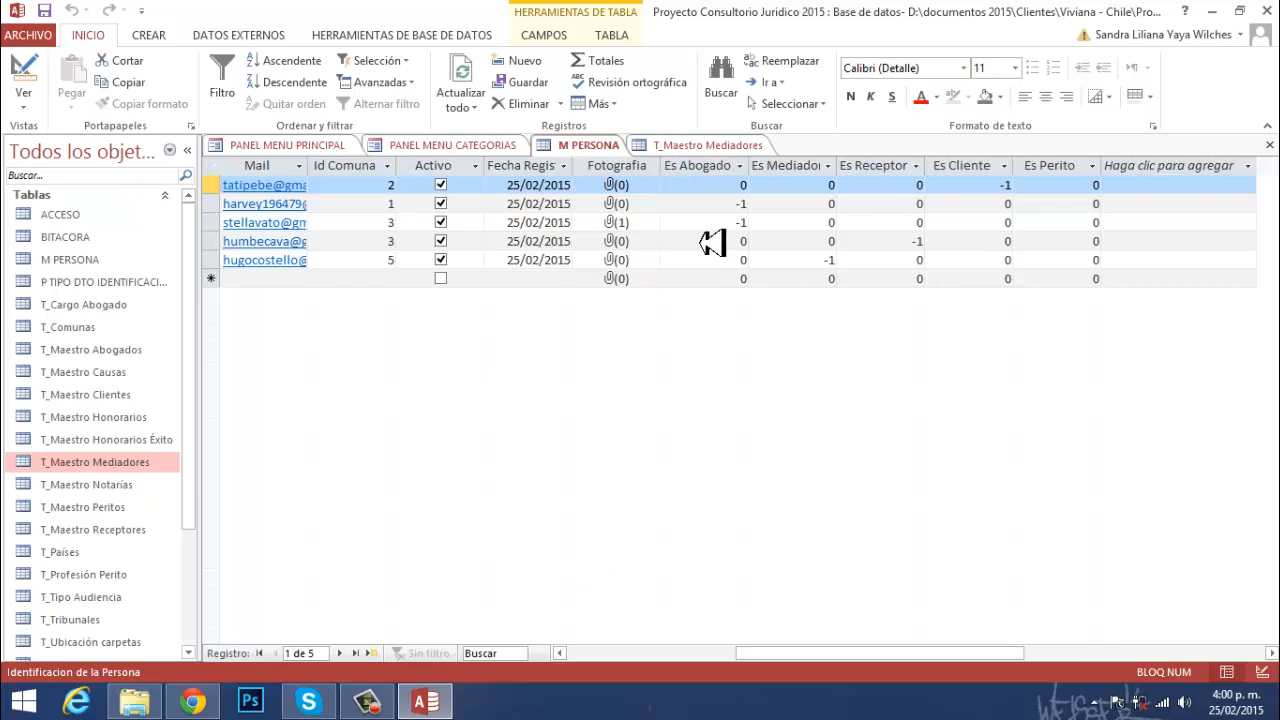 HERRAMIENTAS DE TABLA
Proyecto Consultorio Juridico 2015 : Base de datos- D:\documentos 2015\Clientes\Viviana - Chile\Pro...
ARCHIVO INICIO CREAR DATOS EXTERNOS HERRAMIENTAS DE BASE DE DATOS CAMPOS TABLA Sandra Liliana Yaya Wilches
Ver Pegar Cortar Copiar Copiar formato
Filtro Ascendente Descendente Quitar orden Selección Avanzadas Alternar filtro
Actualizar todo Nuevo Guardar Eliminar Totales Revisión ortográfica Más
Buscar Reemplazar Ir a Seleccionar
Calibri (Detalle) 11
N K S A
Vistas Portapapeles Ordenar y filtrar Registros Buscar Formato de texto
Todos los objet...
Buscar...
Tablas
ACCESO
BITACORA
M PERSONA
P TIPO DTO IDENTIFICACI...
T_Cargo Abogado
T_Comunas
T_Maestro Abogados
T_Maestro Causas
T_Maestro Clientes
T_Maestro Honorarios
T_Maestro Honorarios Éxito
T_Maestro Mediadores
T_Maestro Notarías
T_Maestro Peritos
T_Maestro Receptores
T_Países
T_Profesión Perito
T_Tipo Audiencia
T_Tribunales
T_Ubicación carpetas
PANEL MENU PRINCIPAL PANEL MENU CATEGORIAS M PERSONA T_Maestro Mediadores
Mail Id Comuna Activo Fecha Regis Fotografia Es Abogado Es Mediador Es Receptor Es Cliente Es Perito Haga clic para agregar
tatipebe@gma 2 25/02/2015 (0) 0 0 0 -1 0
harvey196479@ 1 25/02/2015 (0) -1 0 0 0 0
stellavato@gm 3 25/02/2015 (1) -1 0 0 0 0
humbecava@g 3 25/02/2015 (0) 0 0 -1 0 0
hugocostello@ 5 25/02/2015 (0) 0 -1 0 0 0
(0) 0 0 0 0 0
Registro: 1 de 5 Sin filtro Buscar
Identificacion de la Persona BLOQ NUM
4:00 p. m.
25/02/2015